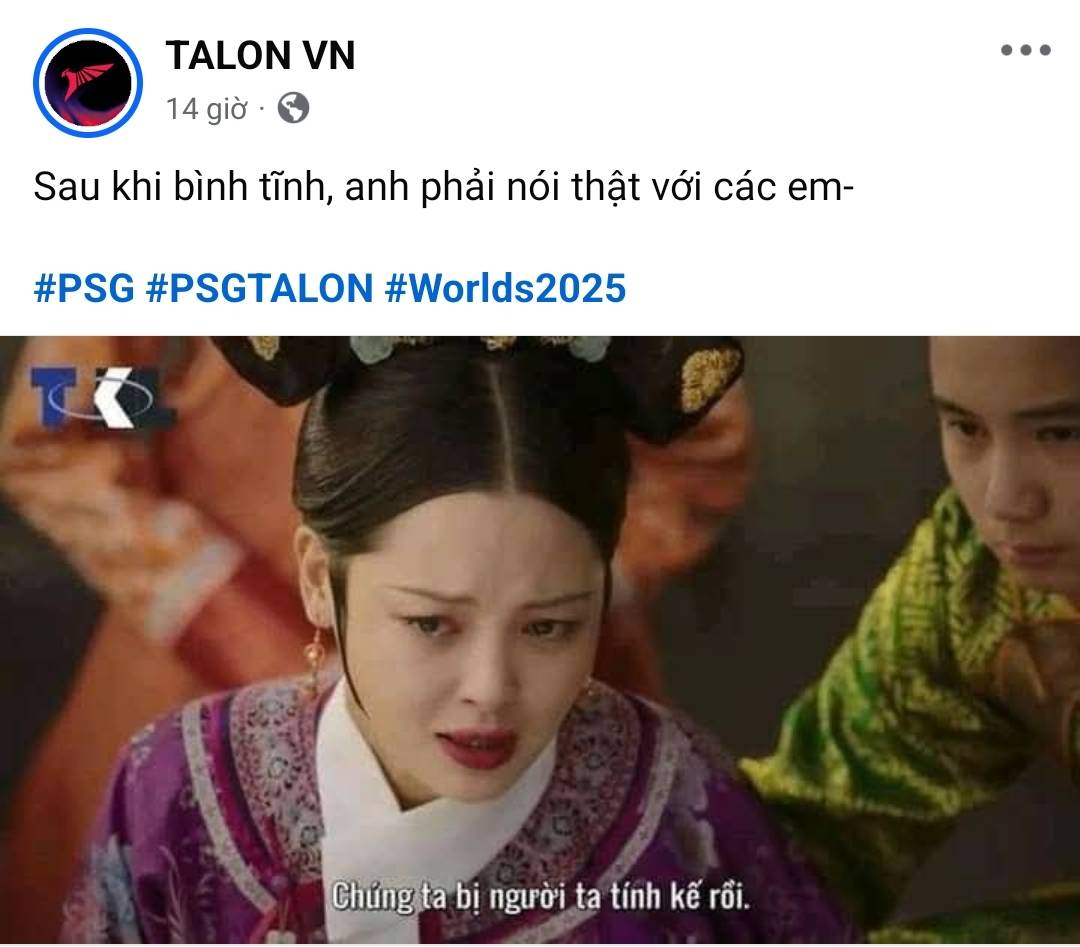 TALON VN
14 giờ ·
Sau khi bình tĩnh, anh phải nói thật với các em-
#PSG #PSGTALON #Worlds2025
TKL
Chúng ta bị người ta tính kế rồi.